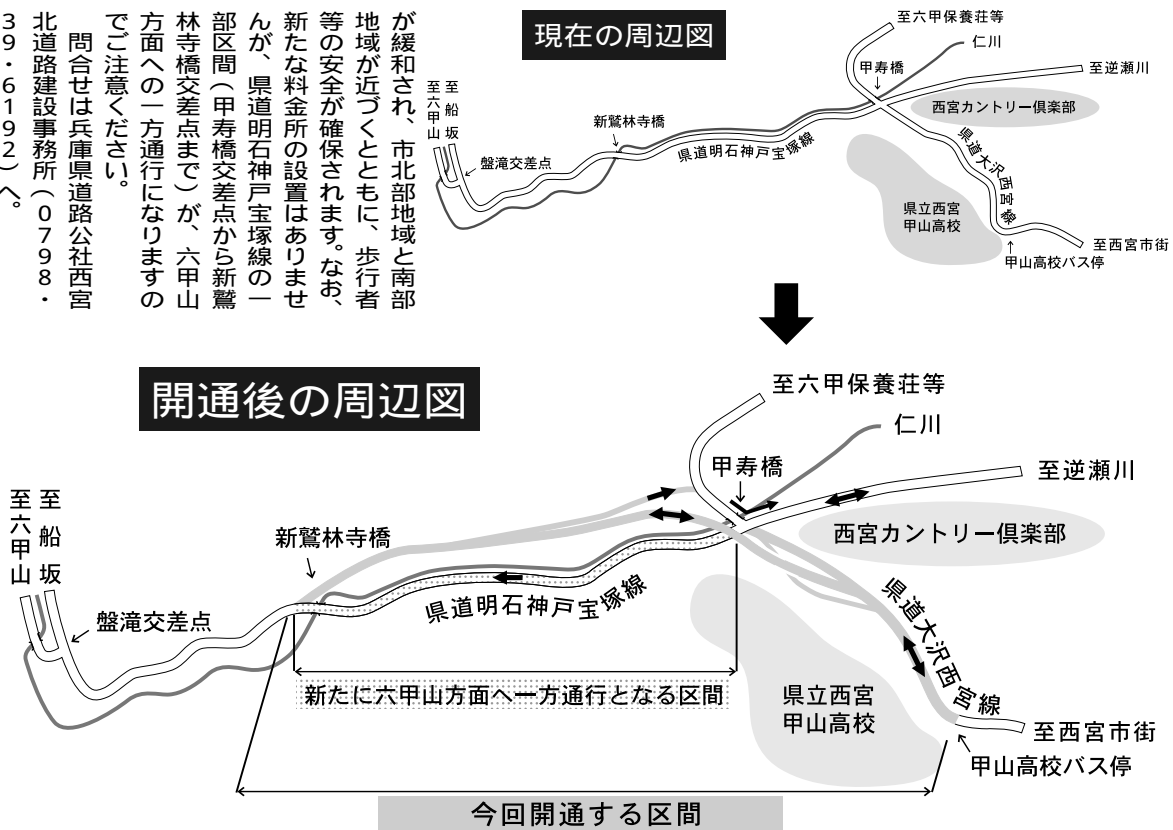 が緩和され、市北部地域と南部
地域が近づくとともに、歩行者
等の安全が確保されます。なお、
新たな料金所の設置はありませ
んが、県道明石神戸宝塚線の一
部区間（甲寿橋交差点から新鷲
林寺橋交差点まで）が、六甲山
方面への一方通行になりますの
でご注意ください。
問合せは兵庫県道路公社西宮
北道路建設事務所（0798・
39・6192）へ。
現在の周辺図
至六甲保養荘等
仁川
甲寿橋
至逆瀬川
西宮カントリー倶楽部
至船坂
至六甲山
新鷲林寺橋
盤滝交差点
県道明石神戸宝塚線
県道大沢西宮線
県立西宮
甲山高校
至西宮市街
甲山高校バス停
開通後の周辺図
至六甲保養荘等
仁川
甲寿橋
至逆瀬川
西宮カントリー倶楽部
至船坂
至六甲山
新鷲林寺橋
盤滝交差点
県道明石神戸宝塚線
県道大沢西宮線
新たに六甲山方面へ一方通行となる区間
県立西宮
甲山高校
至西宮市街
甲山高校バス停
今回開通する区間